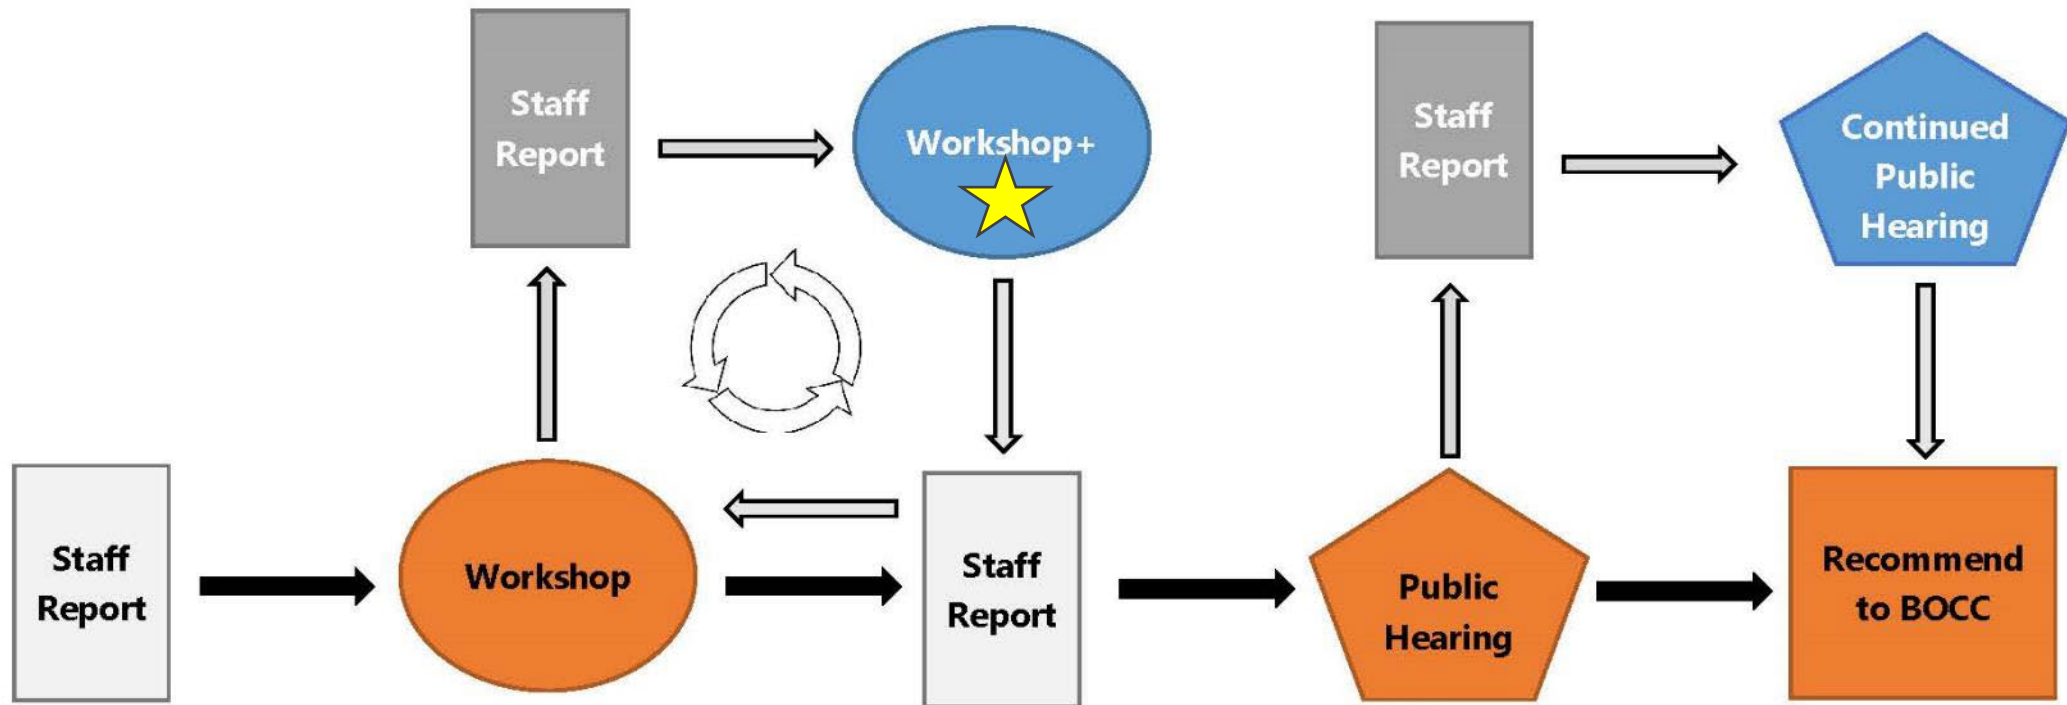 Staff
Report
Workshop+
Staff
Report
Continued
Public
Hearing
Staff
Report
Workshop
Staff
Report
Public
Hearing
Recommend
to BOCC